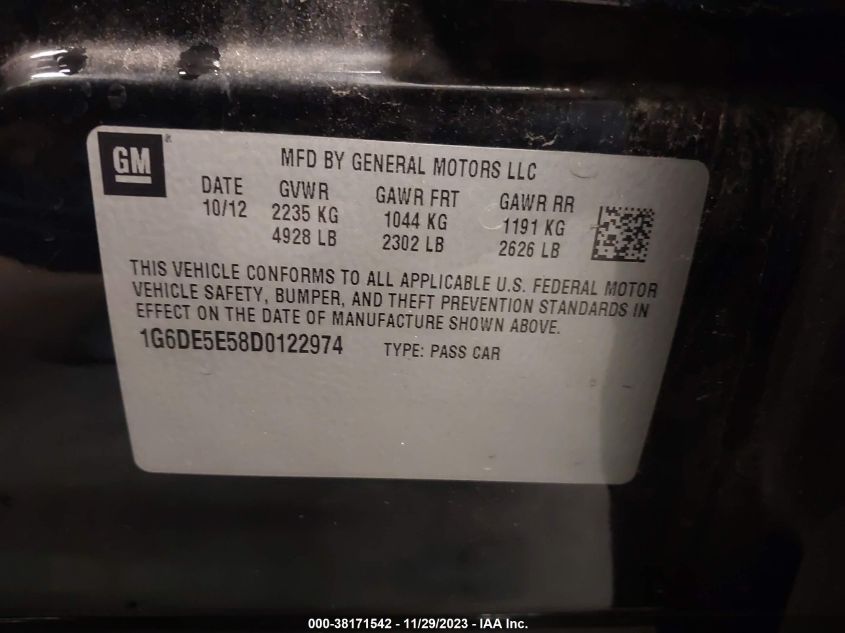 GM
MFD BY GENERAL MOTORS LLC
DATE GVWR GAWR FRT GAWR RR
10/12 2235 KG 1044 KG 1191 KG
4928 LB 2302 LB 2626 LB
THIS VEHICLE CONFORMS TO ALL APPLICABLE U.S. FEDERAL MOTOR
VEHICLE SAFETY, BUMPER, AND THEFT PREVENTION STANDARDS IN
EFFECT ON THE DATE OF MANUFACTURE SHOWN ABOVE.
1G6DE5E58D0122974 TYPE: PASS CAR
000-38171542 - 11/29/2023 - IAA Inc.